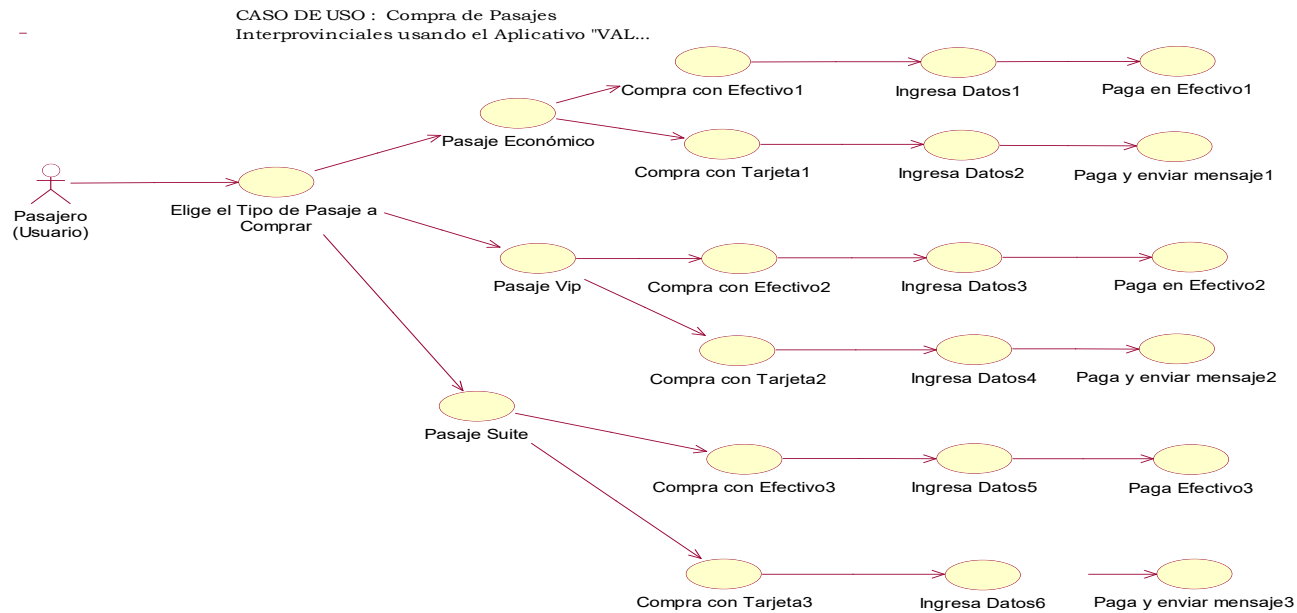 CASO DE USO : Compra de Pasajes
Interprovinciales usando el Aplicativo "VAL...
Compra con Efectivo1
Ingresa Datos1
Paga en Efectivo1
Pasaje Económico
Compra con Tarjeta1
Ingresa Datos2
Paga y enviar mensaje1
Pasajero
(Usuario)
Elige el Tipo de Pasaje a
Comprar
Pasaje Vip
Compra con Efectivo2
Ingresa Datos3
Paga en Efectivo2
Compra con Tarjeta2
Ingresa Datos4
Paga y enviar mensaje2
Pasaje Suite
Compra con Efectivo3
Ingresa Datos5
Paga Efectivo3
Compra con Tarjeta3
Ingresa Datos6
Paga y enviar mensaje3